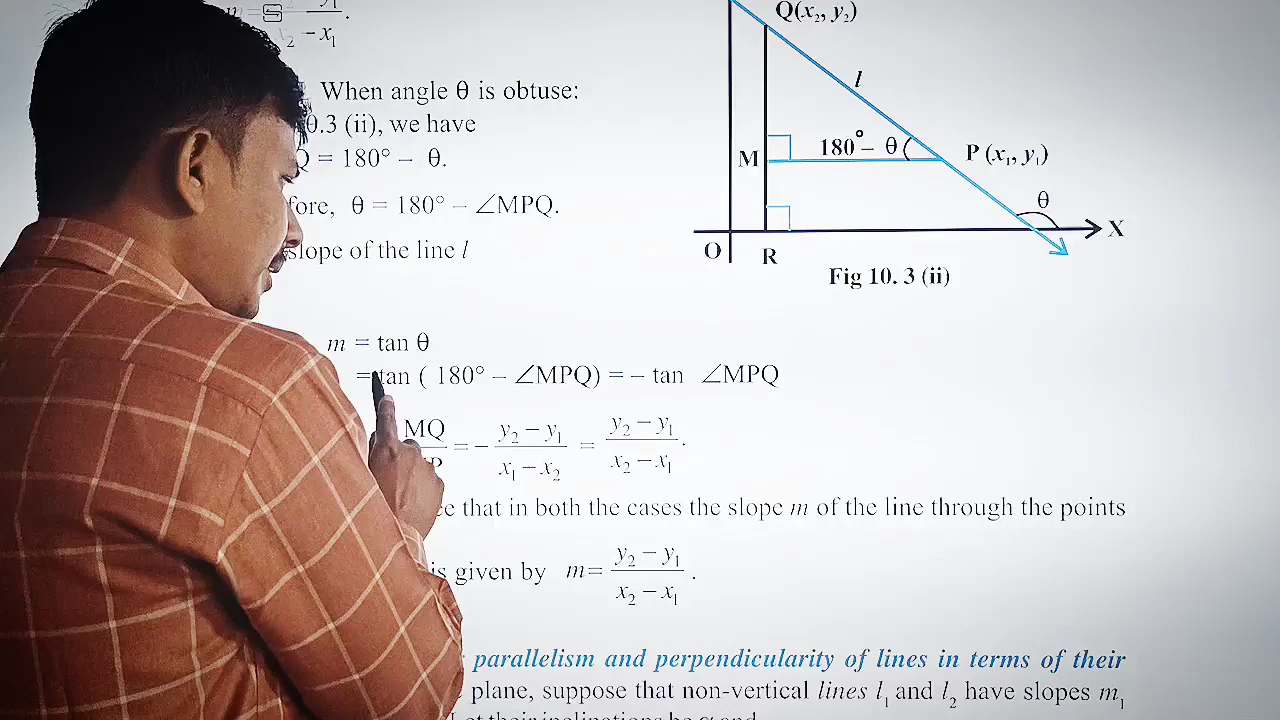 Q(x₂, y₂)
x₂ − x₁
l
When angle θ is obtuse:
0.3 (ii), we have
180° − θ
M
P (x₁, y₁)
Q = 180° − θ.
fore, θ = 180° − ∠MPQ.
θ
X
O
R
slope of the line l
Fig 10. 3 (ii)
m = tan θ
= tan ( 180° − ∠MPQ) = − tan ∠MPQ
MQ = − y₂ − y₁ / x₁ − x₂ = y₂ − y₁ / x₂ − x₁ .
that in both the cases the slope m of the line through the points
is given by m = y₂ − y₁ / x₂ − x₁ .
parallelism and perpendicularity of lines in terms of their
plane, suppose that non-vertical lines l₁ and l₂ have slopes m₁